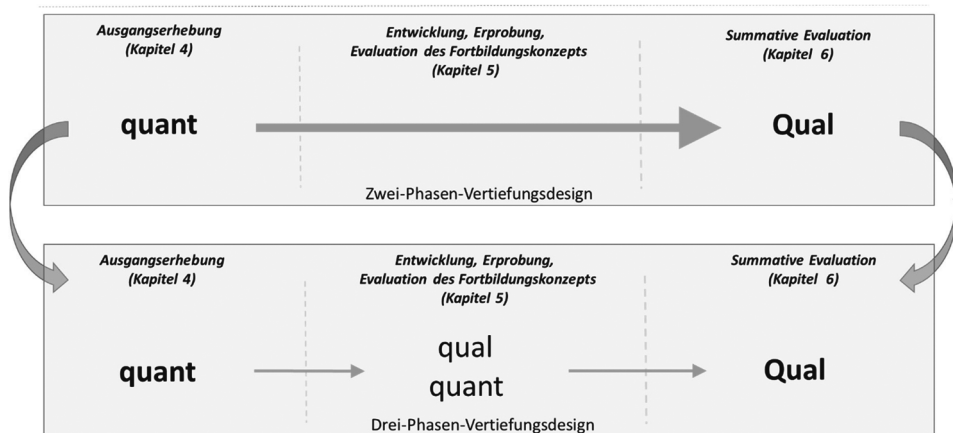 Ausgangserhebung
(Kapitel 4)
Entwicklung, Erprobung,
Evaluation des Fortbildungskonzepts
(Kapitel 5)
Summative Evaluation
(Kapitel 6)
quant
Qual
Zwei-Phasen-Vertiefungsdesign
Ausgangserhebung
(Kapitel 4)
Entwicklung, Erprobung,
Evaluation des Fortbildungskonzepts
(Kapitel 5)
Summative Evaluation
(Kapitel 6)
quant
qual
quant
Qual
Drei-Phasen-Vertiefungsdesign